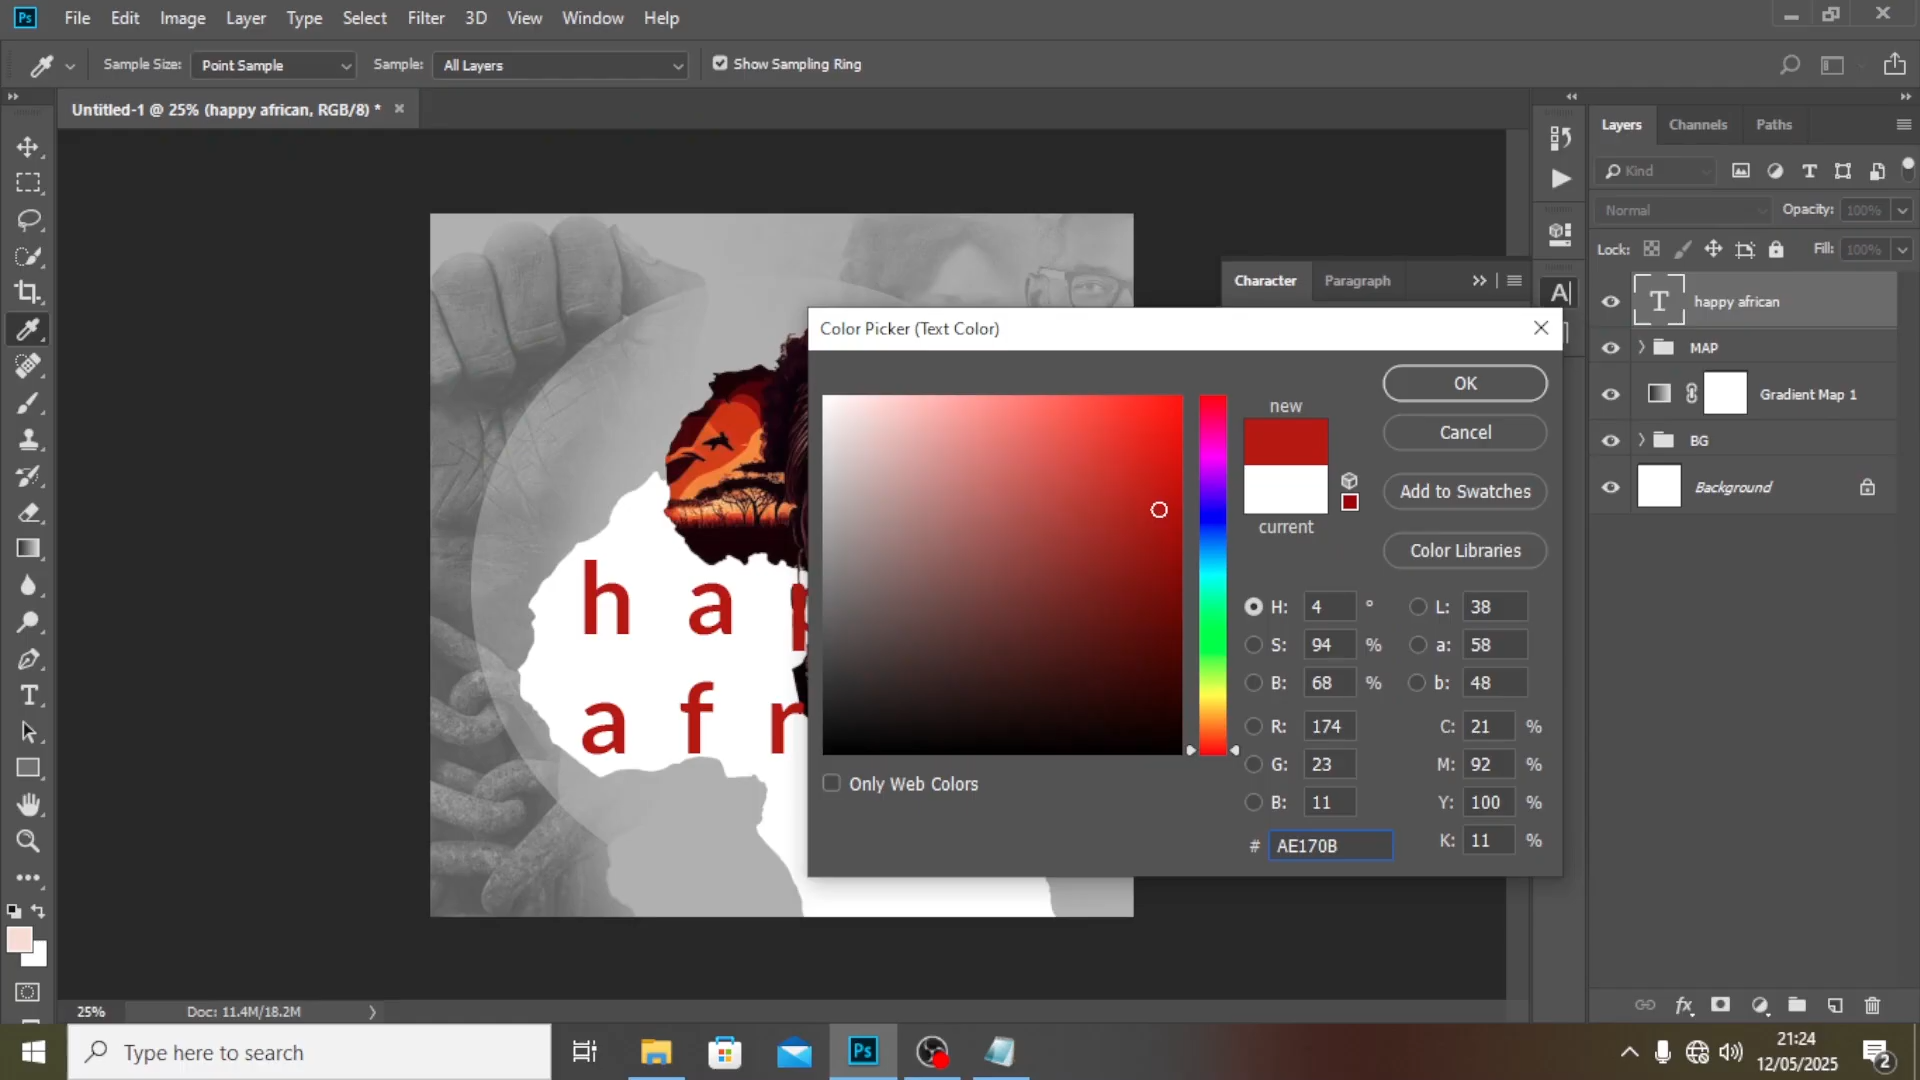 Ps File Edit Image Layer Type Select Filter 3D View Window Help
Sample Size: Point Sample Sample: All Layers Show Sampling Ring
Untitled-1 @ 25% (happy african, RGB/8) *
Layers Channels Paths
Kind
Normal Opacity: 100%
Lock: Fill: 100%
Character Paragraph
A
T happy african
MAP
Gradient Map 1
BG
Background
Color Picker (Text Color)
OK
new
Cancel
Add to Swatches
current
Color Libraries
H: 4 ° L: 38
S: 94 % a: 58
B: 68 % b: 48
R: 174 C: 21 %
G: 23 M: 92 %
B: 11 Y: 100 %
# AE170B K: 11 %
Only Web Colors
h a p
a f r
T
fx
25% Doc: 11.4M/18.2M
Type here to search
Ps
21:24
12/05/2025
2